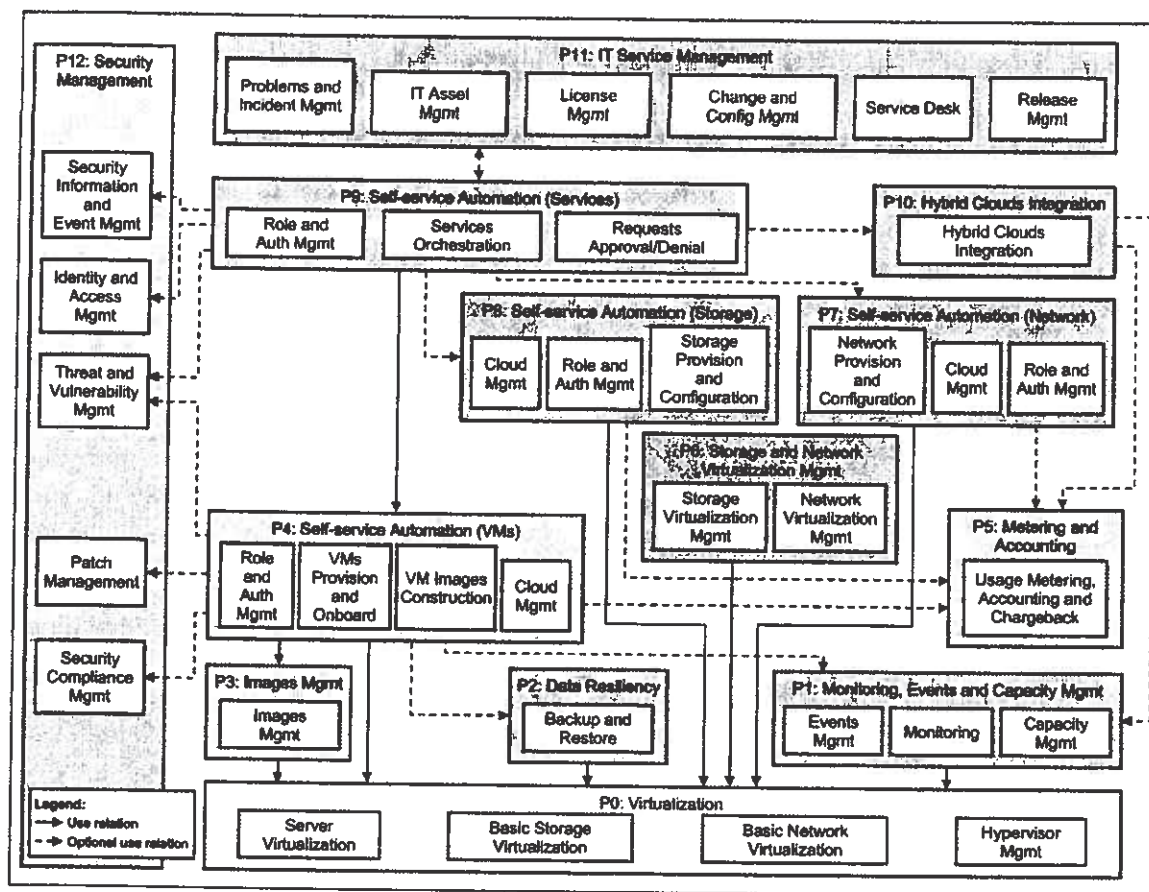 P12: Security
Management
Security
Information
and
Event Mgmt
Identity and
Access
Mgmt
Threat and
Vulnerability
Mgmt
Patch
Management
Security
Compliance
Mgmt
Legend:
Use relation
Optional use relation
P11: IT Service Management
Problems and
Incident Mgmt
IT Asset
Mgmt
License
Mgmt
Change and
Config Mgmt
Service Desk
Release
Mgmt
P9: Self-service Automation (Services)
Role and
Auth Mgmt
Services
Orchestration
Requests
Approval/Denial
P10: Hybrid Clouds Integration
Hybrid Clouds
Integration
P8: Self-service Automation (Storage)
Cloud
Mgmt
Role and
Auth Mgmt
Storage
Provision
and
Configuration
P7: Self-service Automation (Network)
Network
Provision
and
Configuration
Cloud
Mgmt
Role and
Auth Mgmt
P6: Storage and Network
Virtualization Mgmt
Storage
Virtualization
Mgmt
Network
Virtualization
Mgmt
P4: Self-service Automation (VMs)
Role
and
Auth Mgmt
VMs
Provision
and
Onboard
VM Images
Construction
Cloud
Mgmt
P5: Metering and
Accounting
Usage Metering,
Accounting and
Chargeback
P3: Images Mgmt
Images
Mgmt
P2: Data Resiliency
Backup and
Restore
P1: Monitoring, Events and Capacity Mgmt
Events
Mgmt
Monitoring
Capacity
Mgmt
P0: Virtualization
Server
Virtualization
Basic Storage
Virtualization
Basic Network
Virtualization
Hypervisor
Mgmt